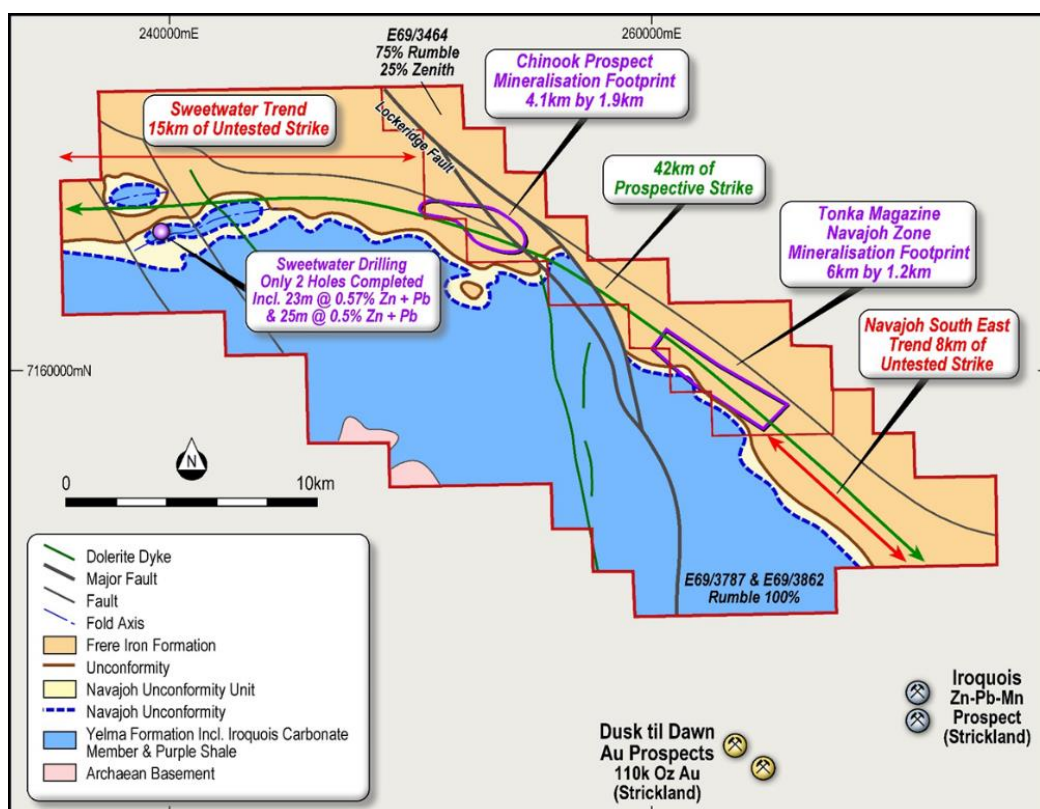 240000mE
260000mE
E69/3464
75% Rumble
25% Zenith
Chinook Prospect
Mineralisation Footprint
4.1km by 1.9km
Sweetwater Trend
15km of Untested Strike
Lockeridge Fault
42km of
Prospective Strike
Tonka Magazine
Navajoh Zone
Mineralisation Footprint
6km by 1.2km
Sweetwater Drilling
Only 2 Holes Completed
Incl. 23m @ 0.57% Zn + Pb
& 25m @ 0.5% Zn + Pb
Navajoh South East
Trend 8km of
Untested Strike
7160000mN
N
0
10km
Dolerite Dyke
Major Fault
Fault
Fold Axis
Frere Iron Formation
Unconformity
Navajoh Unconformity Unit
Navajoh Unconformity
Yelma Formation Incl. Iroquois Carbonate
Member & Purple Shale
Archaean Basement
E69/3787 & E69/3862
Rumble 100%
Iroquois
Zn-Pb-Mn
Prospect
(Strickland)
Dusk til Dawn
Au Prospects
110k Oz Au
(Strickland)